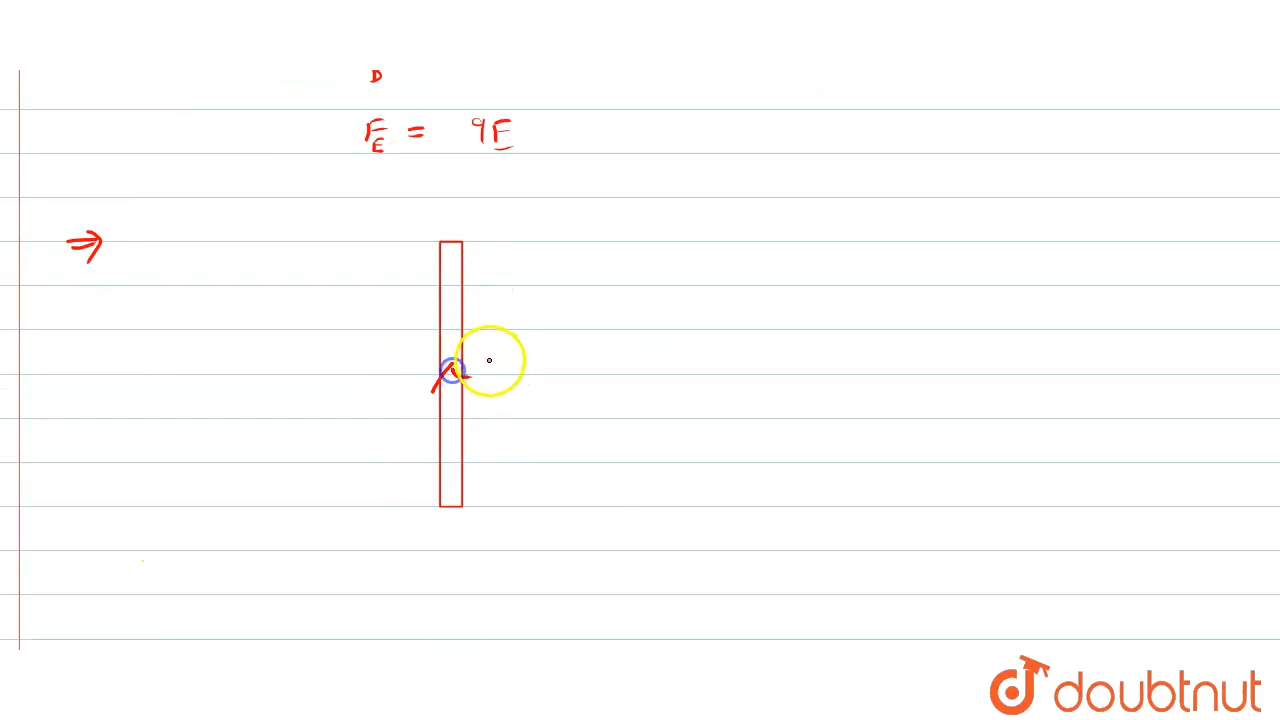 D
F_E = 9F
⇒
doubtnut